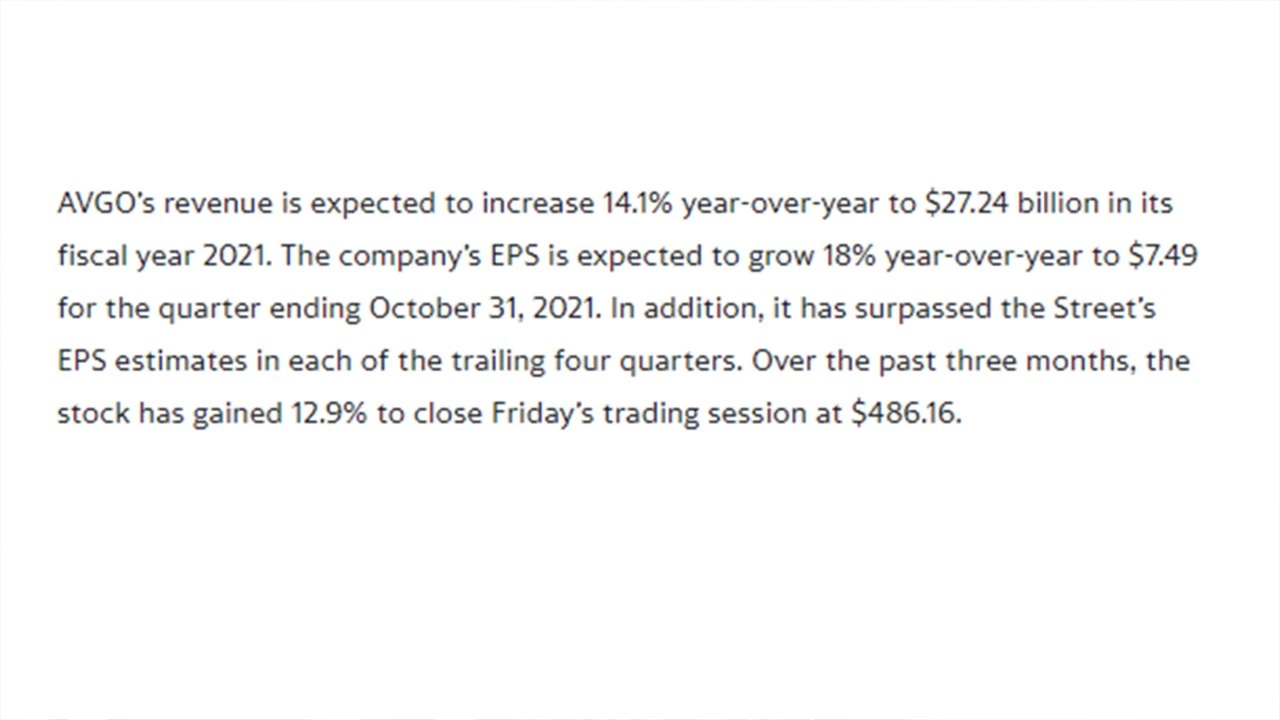 AVGO's revenue is expected to increase 14.1% year-over-year to $27.24 billion in its
fiscal year 2021. The company's EPS is expected to grow 18% year-over-year to $7.49
for the quarter ending October 31, 2021. In addition, it has surpassed the Street's
EPS estimates in each of the trailing four quarters. Over the past three months, the
stock has gained 12.9% to close Friday's trading session at $486.16.